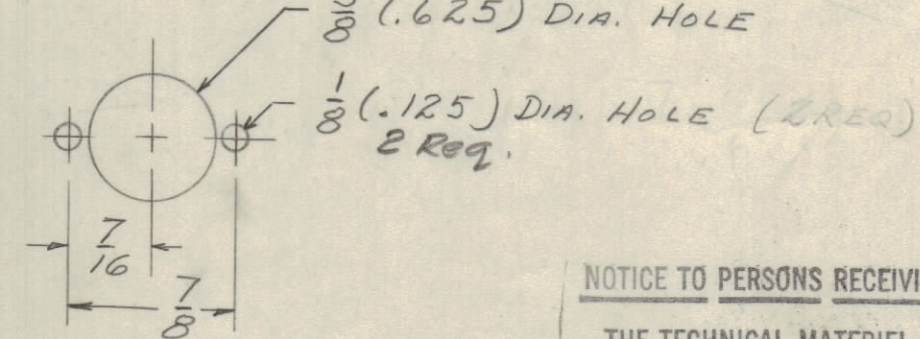 5/8 (.625) DIA. HOLE
1/8 (.125) DIA. HOLE (2 REQ)
2 Req.
7/16
7/8
NOTICE TO PERSONS RECEIVI
THE TECHNICAL MATERIEL